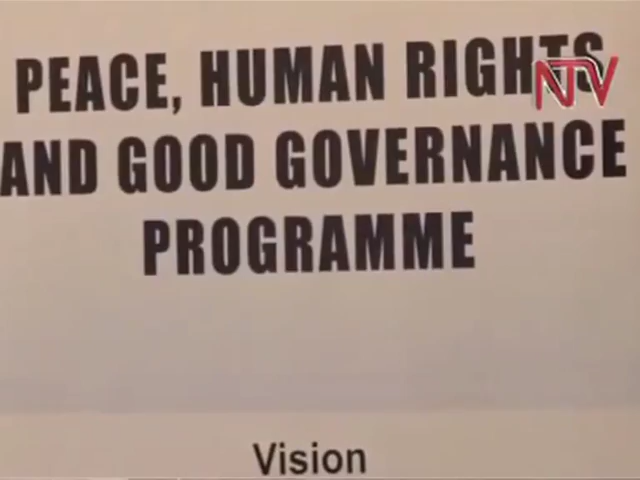 PEACE, HUMAN RIGHTS
NTV
AND GOOD GOVERNANCE
PROGRAMME
Vision